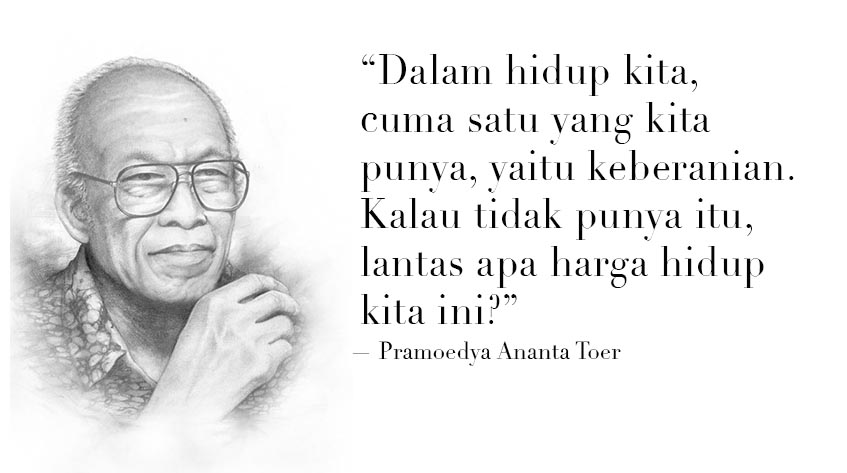 “Dalam hidup kita,
cuma satu yang kita
punya, yaitu keberanian.
Kalau tidak punya itu,
lantas apa harga hidup
kita ini?”
— Pramoedya Ananta Toer